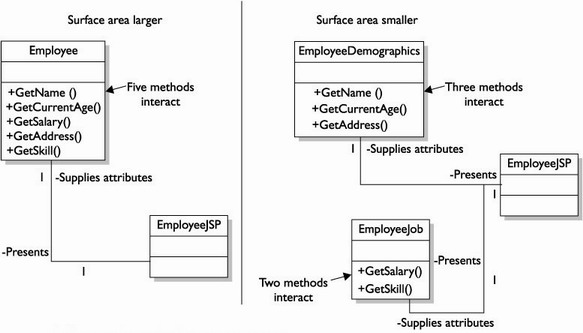 Surface area larger
Employee
+GetName ()
+GetCurrentAge()
+GetSalary()
+GetAddress()
+GetSkill()
Five methods
interact
1
-Supplies attributes
EmployeeJSP
-Presents
1
Surface area smaller
EmployeeDemographics
+GetName ()
+GetCurrentAge()
+GetAddress()
Three methods
interact
1
-Supplies attributes
EmployeeJSP
-Presents
1
EmployeeJob
+GetSalary()
+GetSkill()
Two methods
interact
-Presents
1
-Supplies attributes